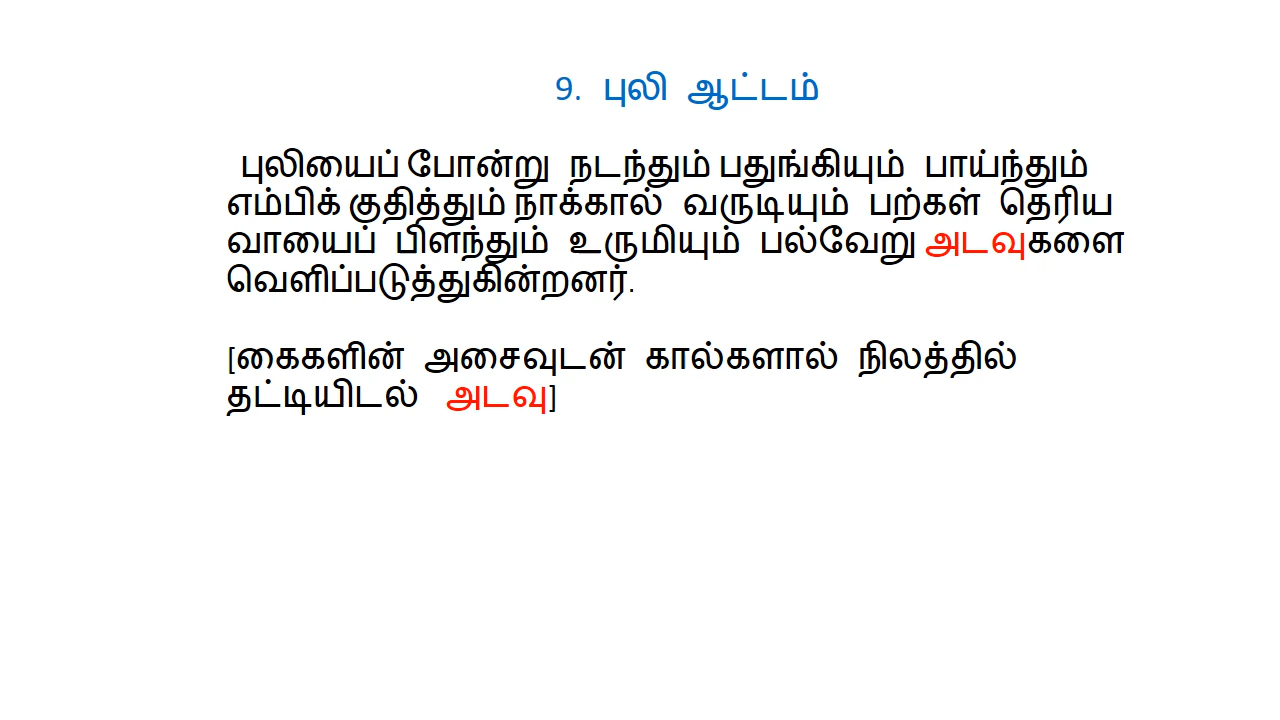 9. புலி ஆட்டம்
புலியைப் போன்று நடந்தும் பதுங்கியும் பாய்ந்தும்
எம்பிக் குதித்தும் நாக்கால் வருடியும் பற்கள் தெரிய
வாயைப் பிளந்தும் உருமியும் பல்வேறு அடவுகளை
வெளிப்படுத்துகின்றனர்.
[கைகளின் அசைவுடன் கால்களால் நிலத்தில்
தட்டியிடல் அடவு]